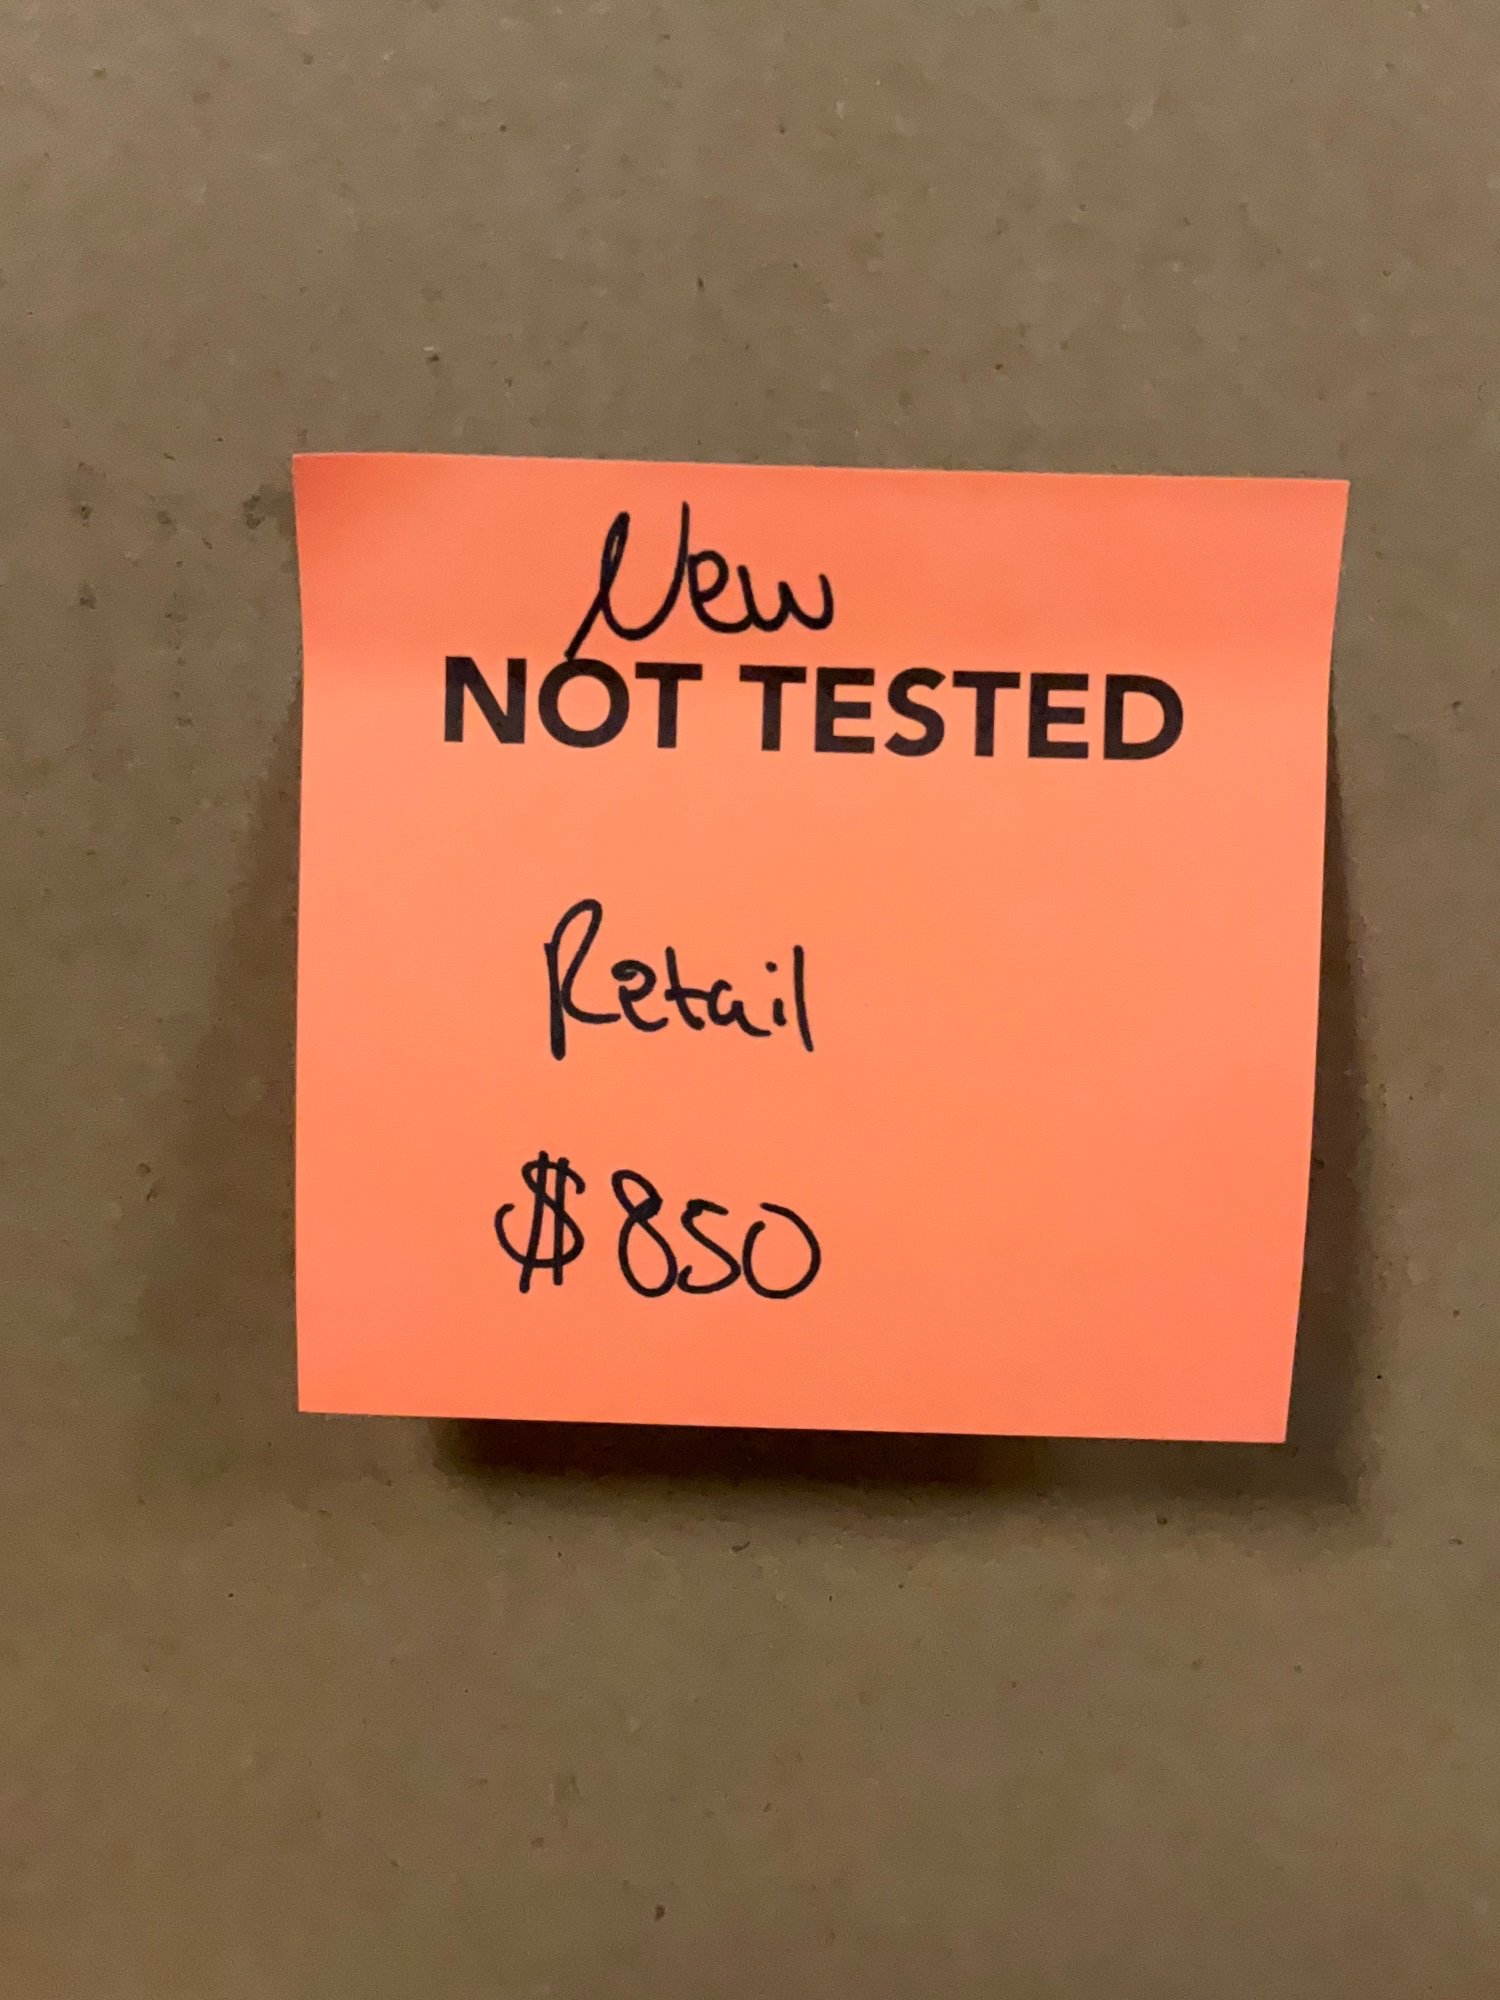 New
NOT TESTED
Retail
$850